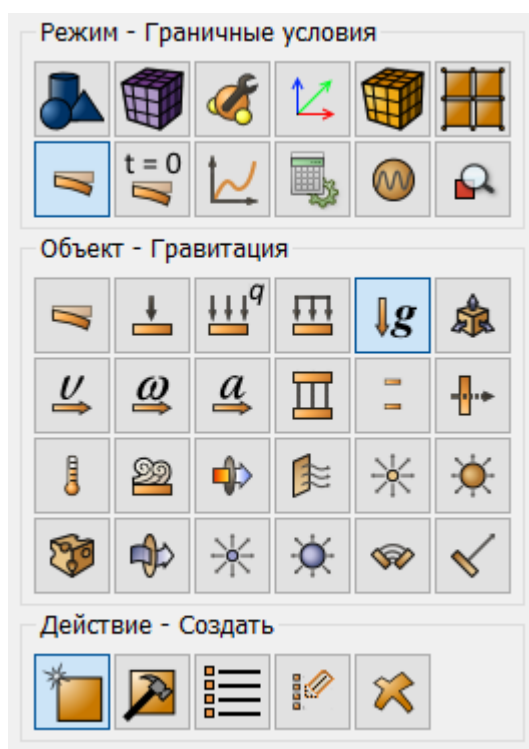 Режим - Граничные условия
t = 0
Объект - Гравитация
q
g
υ ω a
Действие - Создать